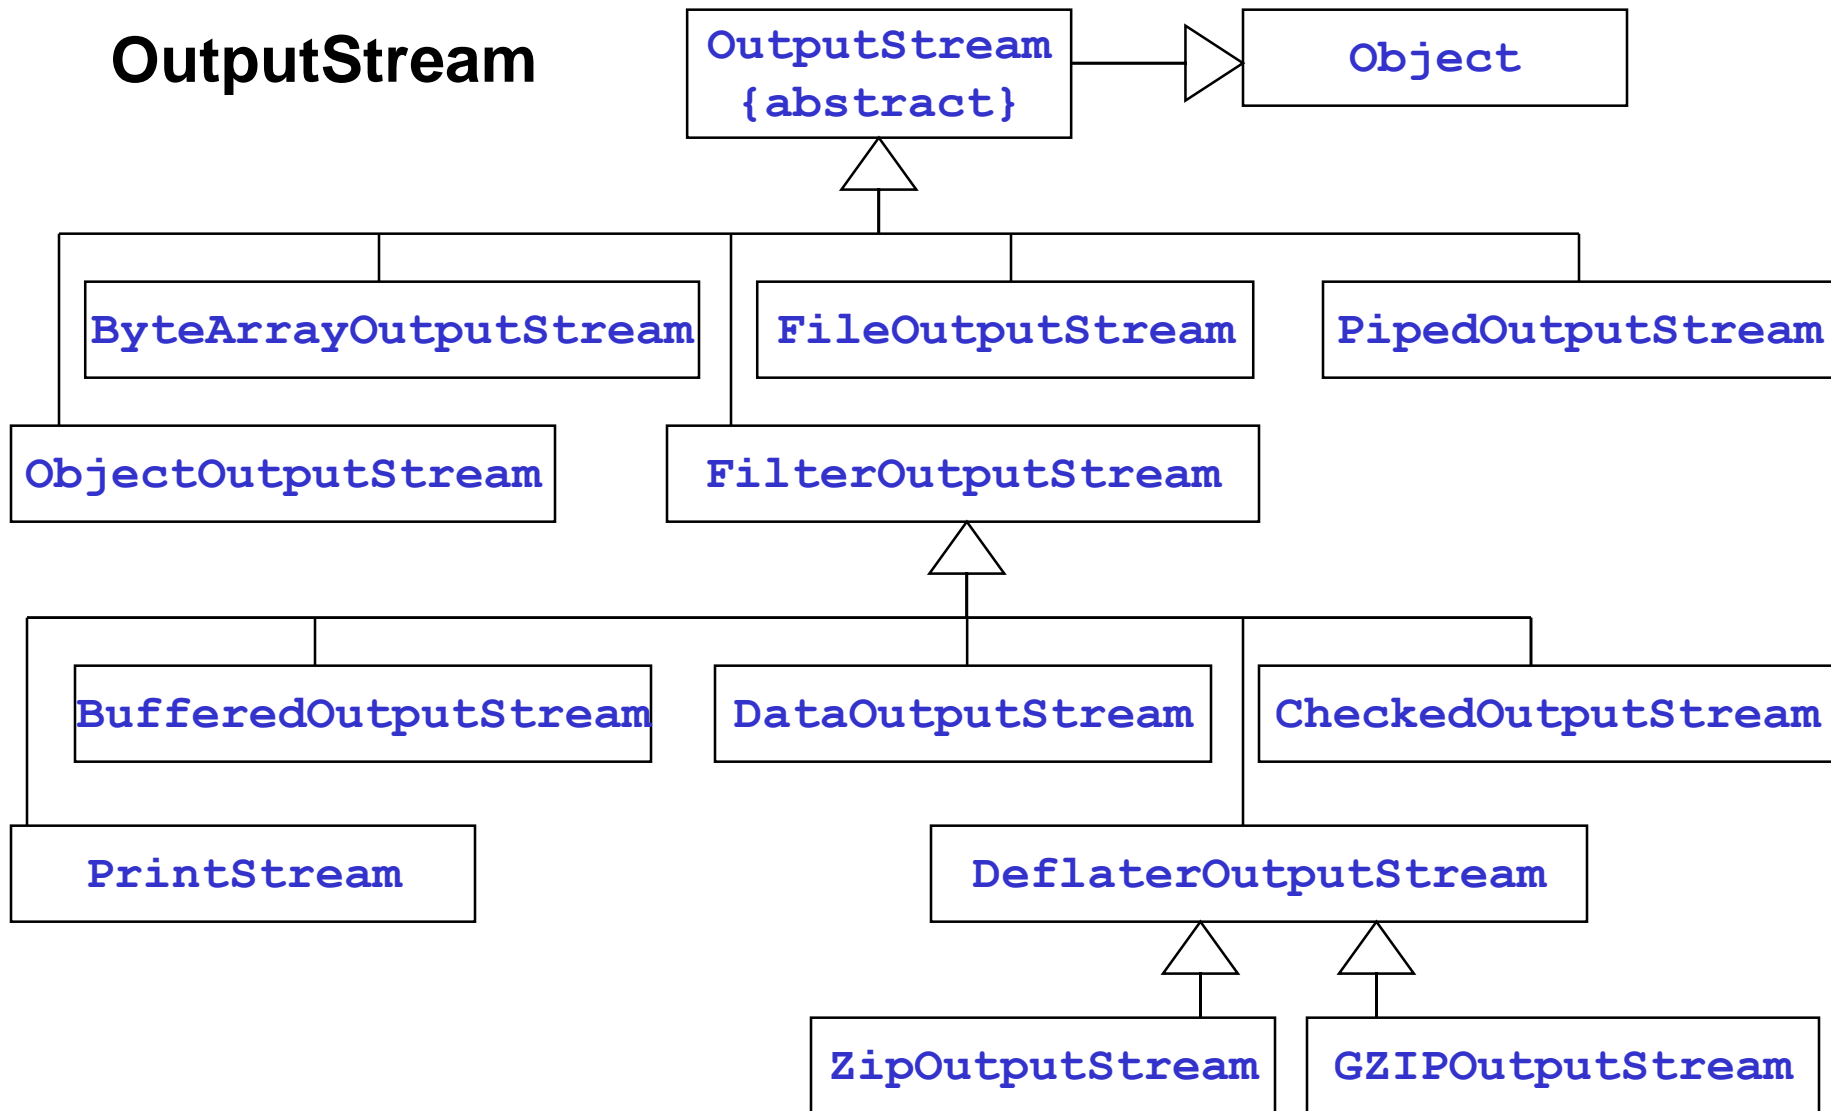 OutputStream
OutputStream
{abstract}
Object
ByteArrayOutputStream
FileOutputStream
PipedOutputStream
ObjectOutputStream
FilterOutputStream
BufferedOutputStream
DataOutputStream
CheckedOutputStream
PrintStream
DeflaterOutputStream
ZipOutputStream
GZIPOutputStream